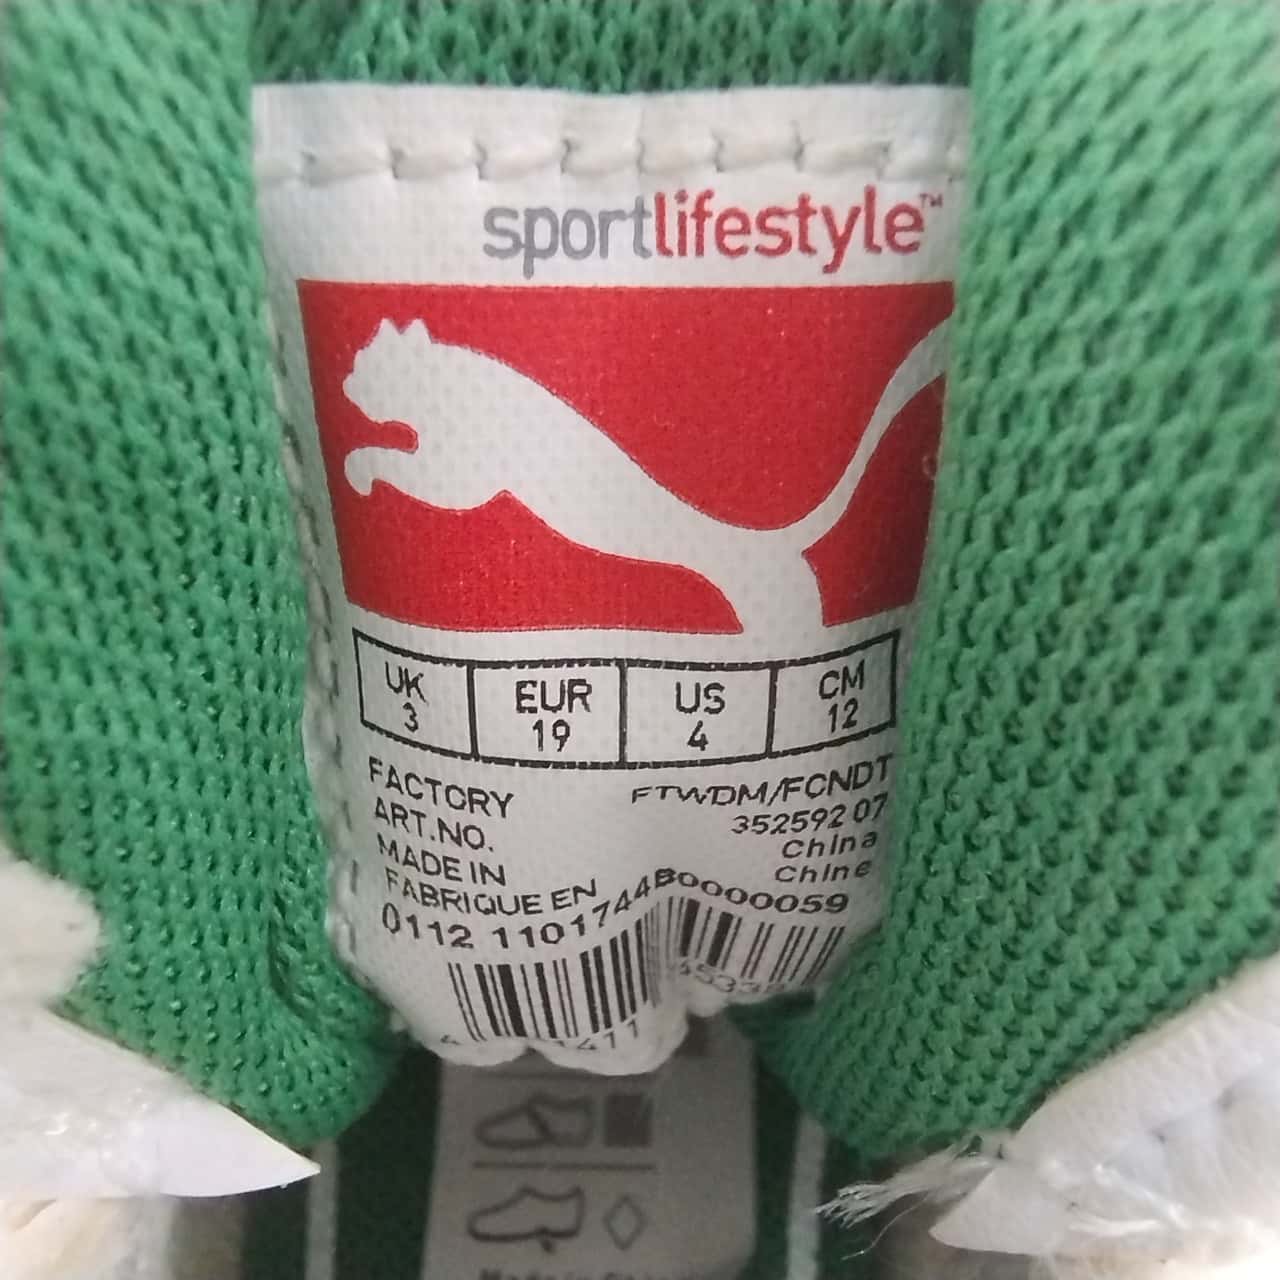 sportlifestyle™
UK EUR US CM
3 19 4 12
FACTORY FTWDM/FCNDT
ART.NO. 352592 07
MADE IN China
FABRIQUE EN Chine
0112 1101744B0000059